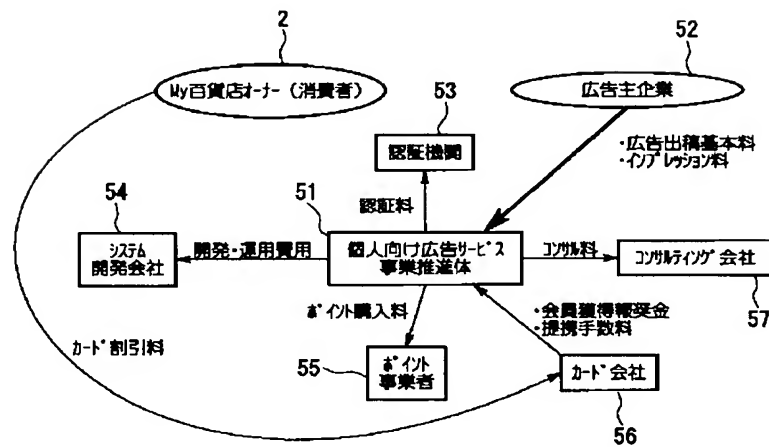 2
My百貨店ｵｰﾅｰ (消費者)
52
広告主企業
53
認証機関
・広告出稿基本料
・ｲﾝﾌﾟﾚｯｼｮﾝ料
54
ｼｽﾃﾑ
開発会社
開発・運用費用
認証料
51
個人向け広告ｻｰﾋﾞｽ
事業推進体
ｺﾝｻﾙ料
ｺﾝｻﾙﾃｨﾝｸﾞ会社
57
ﾎﾟｲﾝﾄ購入料
・会員獲得報奨金
・提携手数料
ｶｰﾄﾞ割引料
55
ﾎﾟｲﾝﾄ
事業者
ｶｰﾄﾞ会社
56